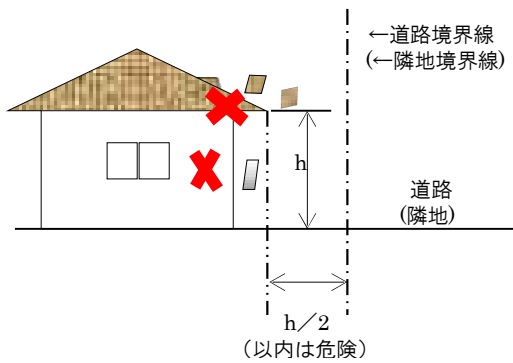 ←道路境界線
(←隣地境界線)
h
道路
(隣地)
h／2
（以内は危険）